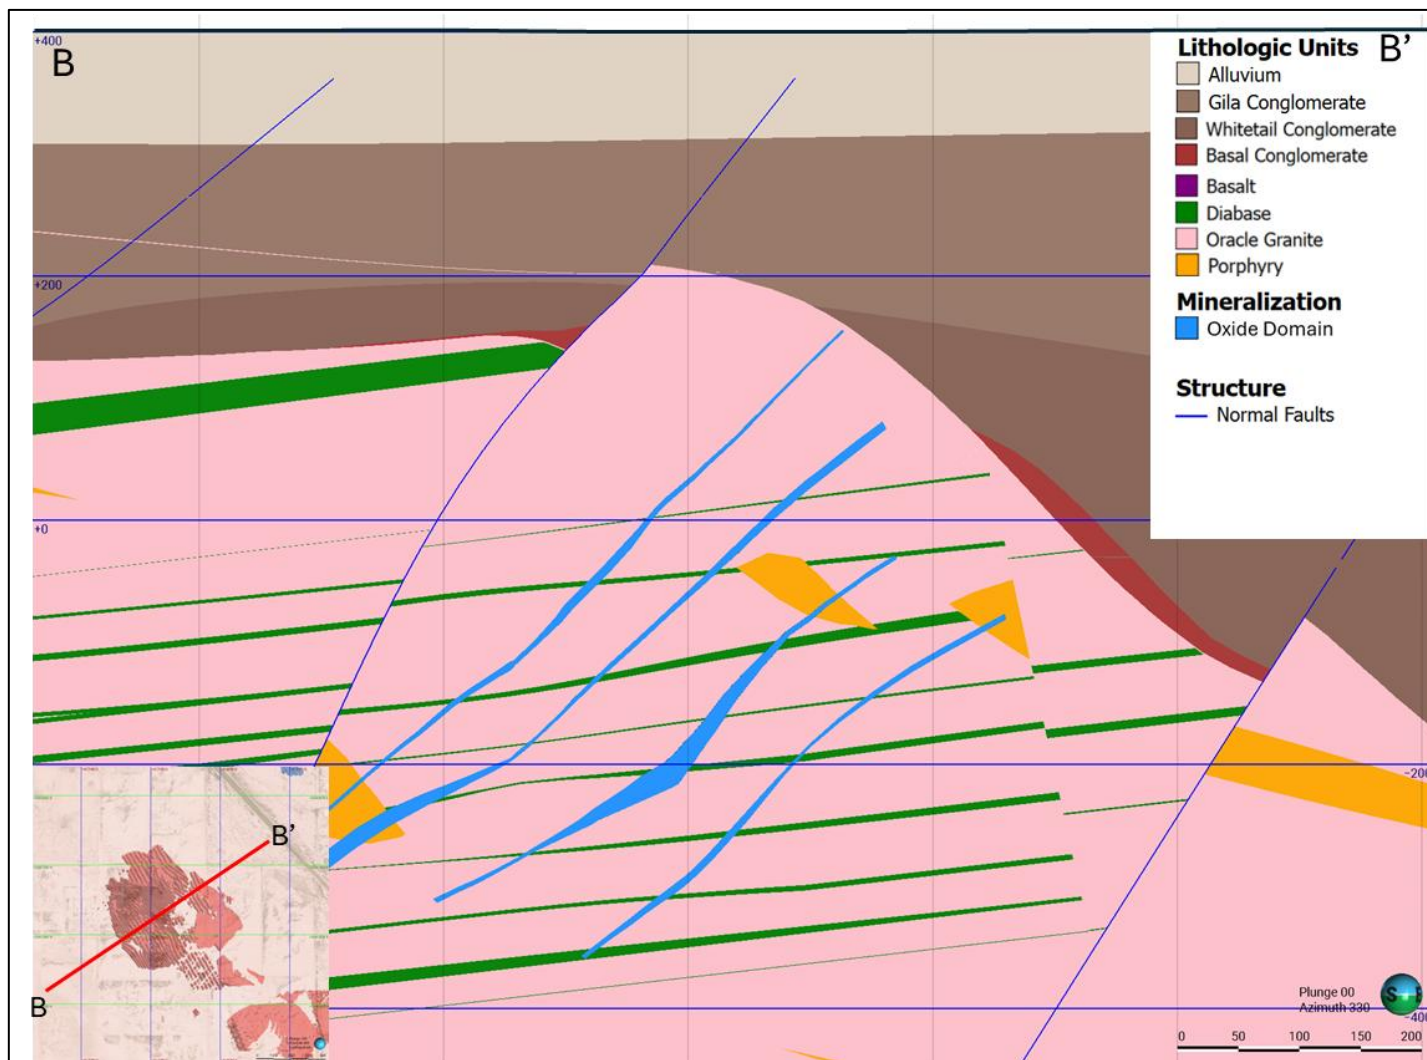 +400
B
B'
Lithologic Units
Alluvium
Gila Conglomerate
Whitetail Conglomerate
Basal Conglomerate
Basalt
Diabase
Oracle Granite
Porphyry
Mineralization
Oxide Domain
Structure
Normal Faults
+200
+0
-200
B'
B
Plunge 00
Azimuth 330
S
-400
0 50 100 150 200